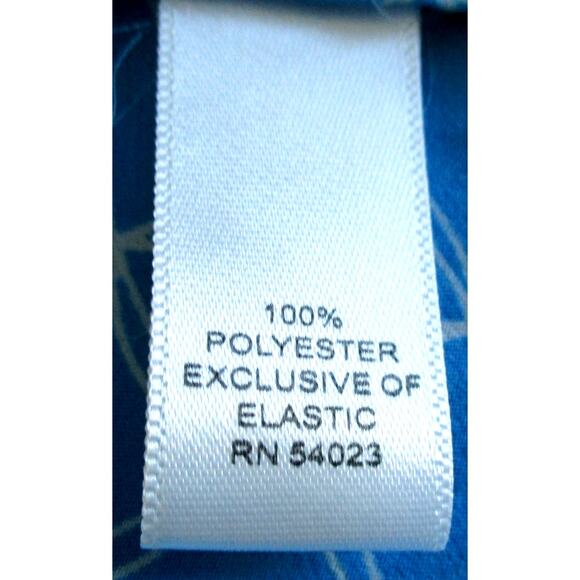 100%
POLYESTER
EXCLUSIVE OF
ELASTIC
RN 54023